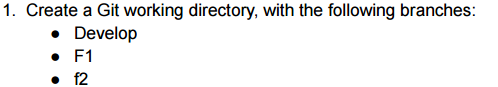 1. Create a Git working directory, with the following branches:
● Develop
● F1
● f2